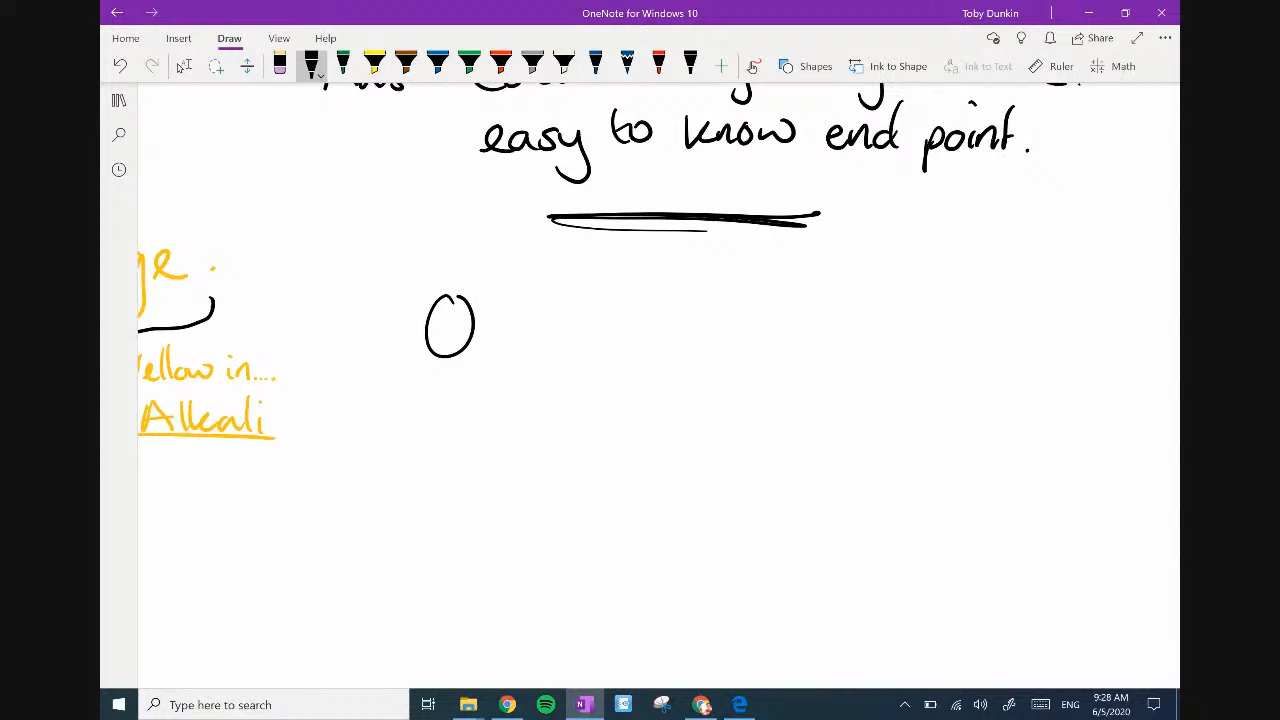 OneNote for Windows 10
Toby Dunkin
Home Insert Draw View Help
Share
Shapes Ink to Shape Ink to Text Ruler Math
easy to know end point.
ellow in....
Alkali
O
Type here to search
ENG
9:28 AM
6/5/2020